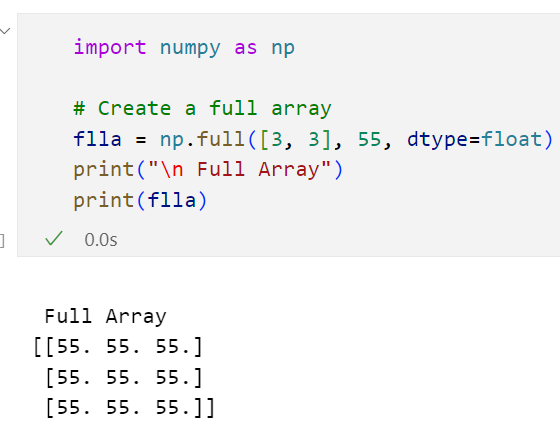 import numpy as np
# Create a full array
flla = np.full([3, 3], 55, dtype=float)
print("\n Full Array")
print(flla)
] ✓ 0.0s
Full Array
[[55. 55. 55.]
 [55. 55. 55.]
 [55. 55. 55.]]